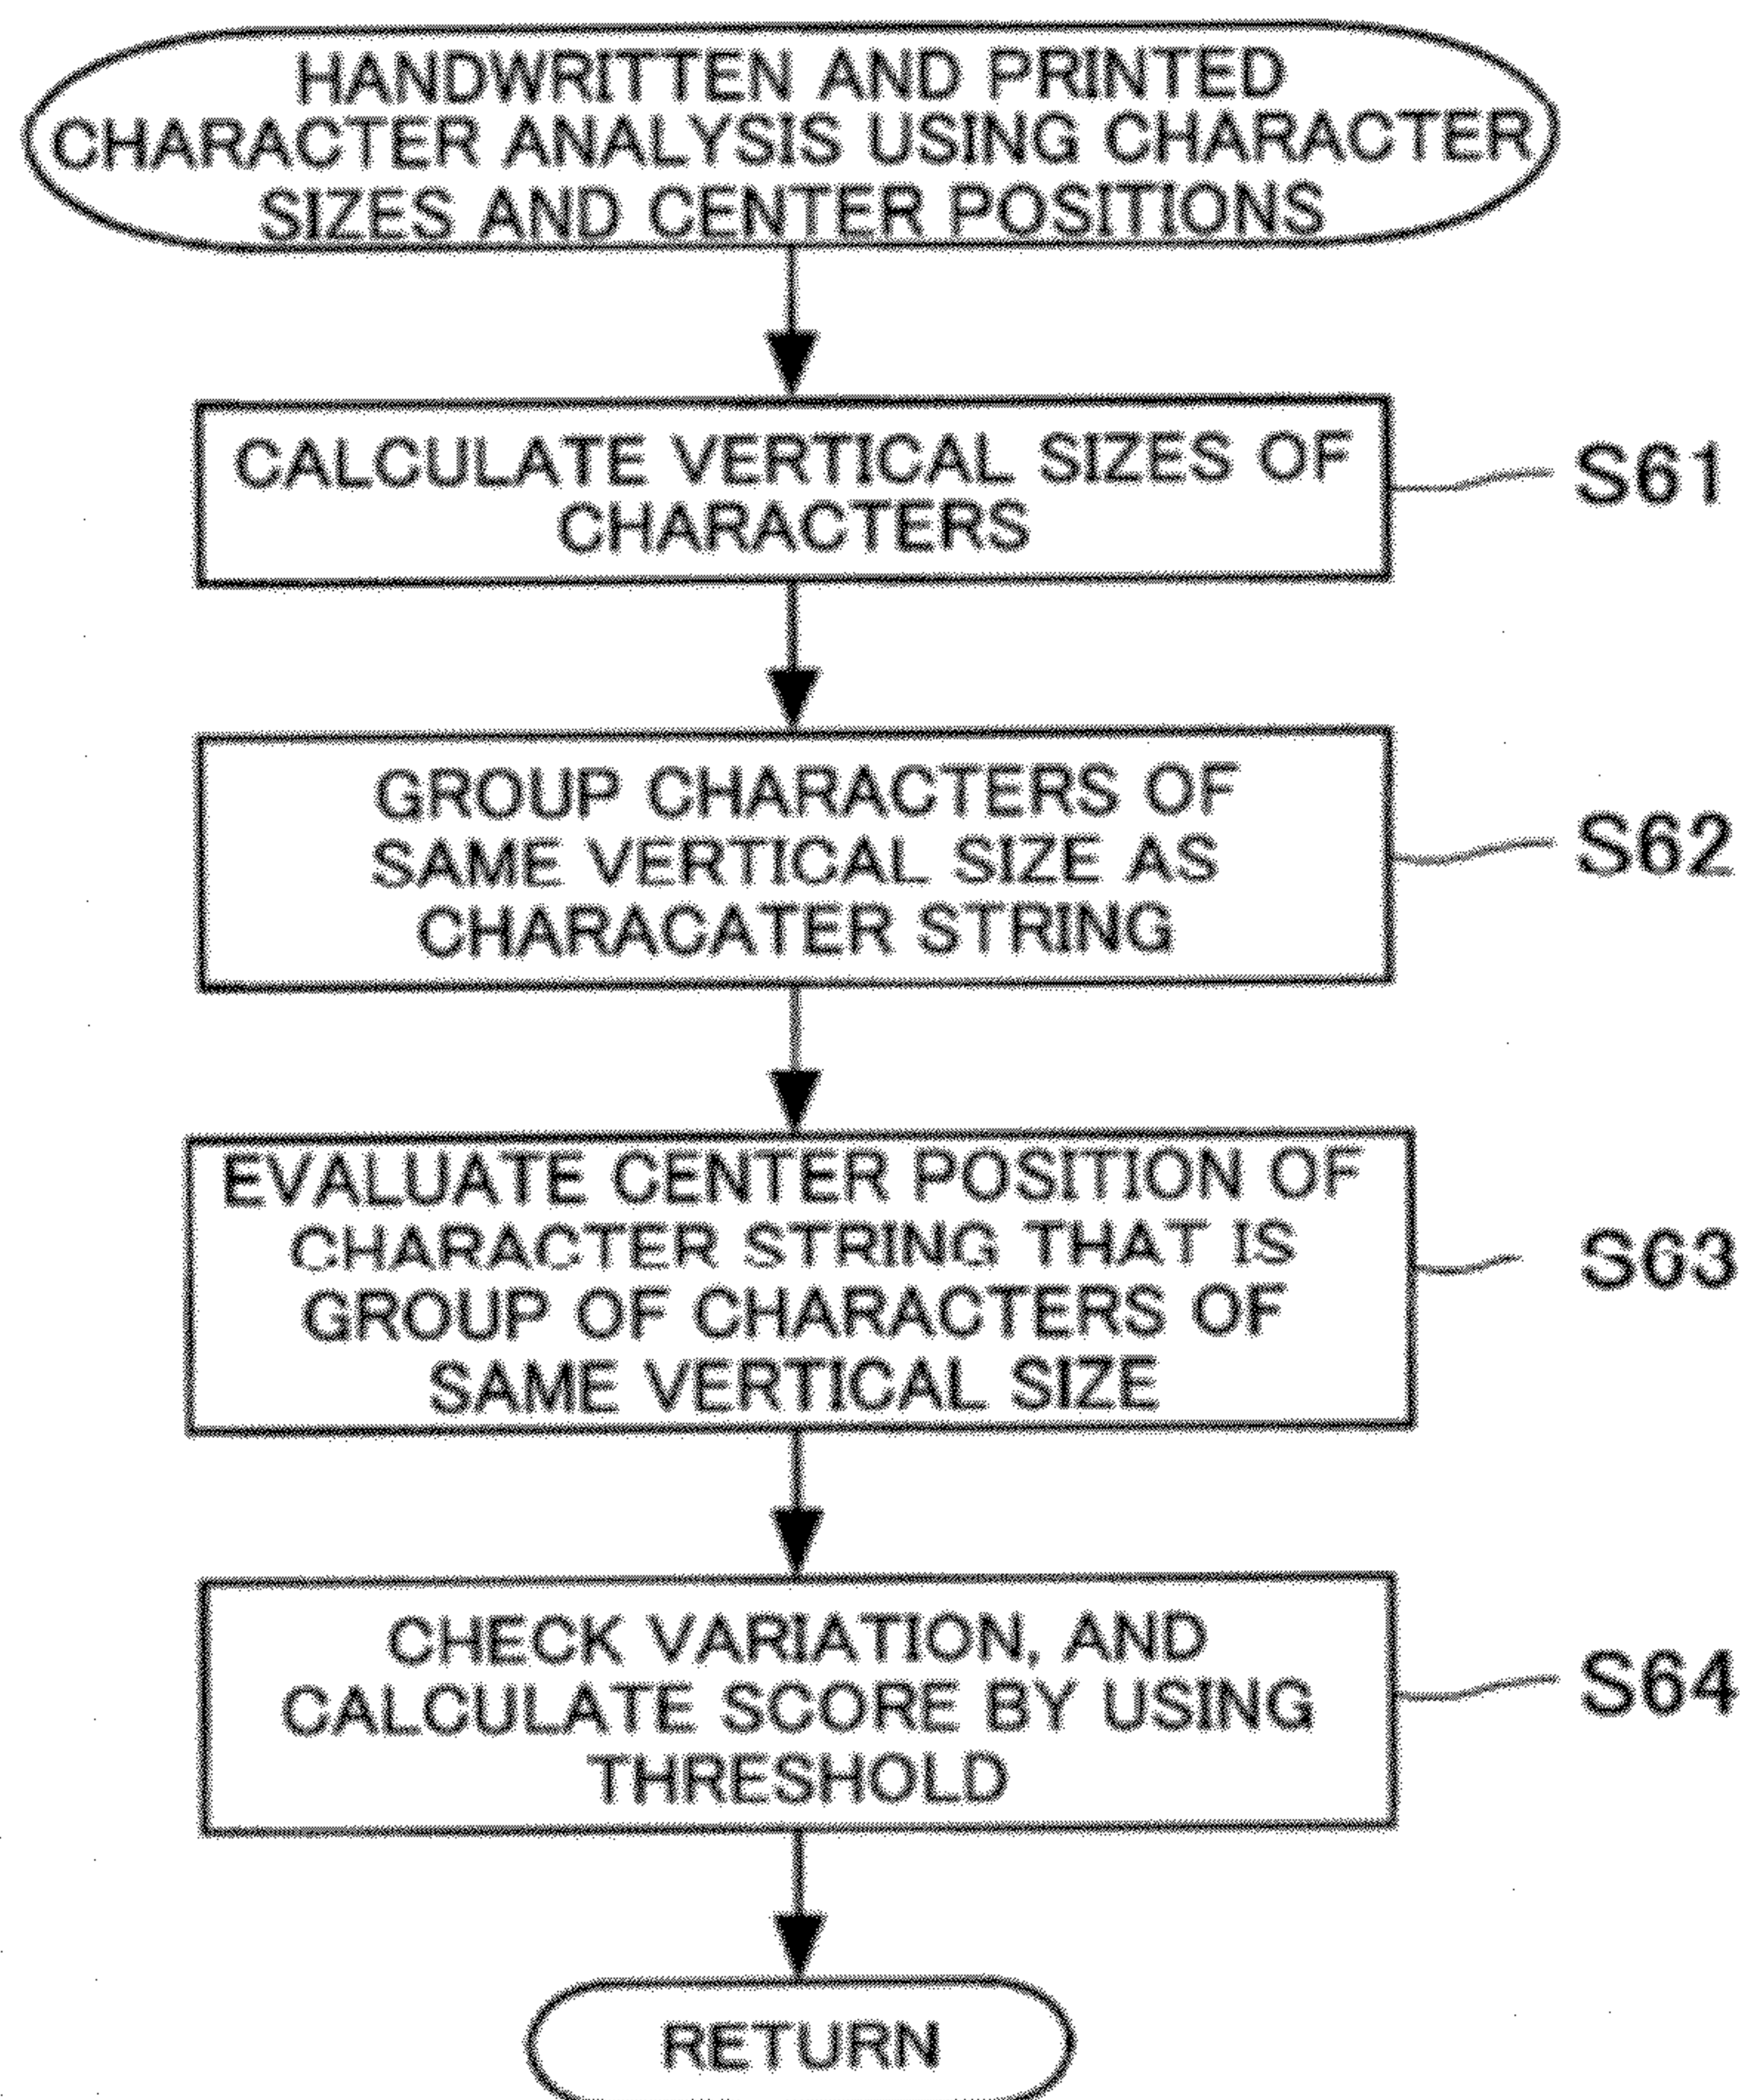 HANDWRITTEN AND PRINTED
CHARACTER ANALYSIS USING CHARACTER
SIZES AND CENTER POSITIONS
CALCULATE VERTICAL SIZES OF
CHARACTERS
S61
GROUP CHARACTERS OF
SAME VERTICAL SIZE AS
CHARACATER STRING
S62
EVALUATE CENTER POSITION OF
CHARACTER STRING THAT IS
GROUP OF CHARACTERS OF
SAME VERTICAL SIZE
S63
CHECK VARIATION, AND
CALCULATE SCORE BY USING
THRESHOLD
S64
RETURN